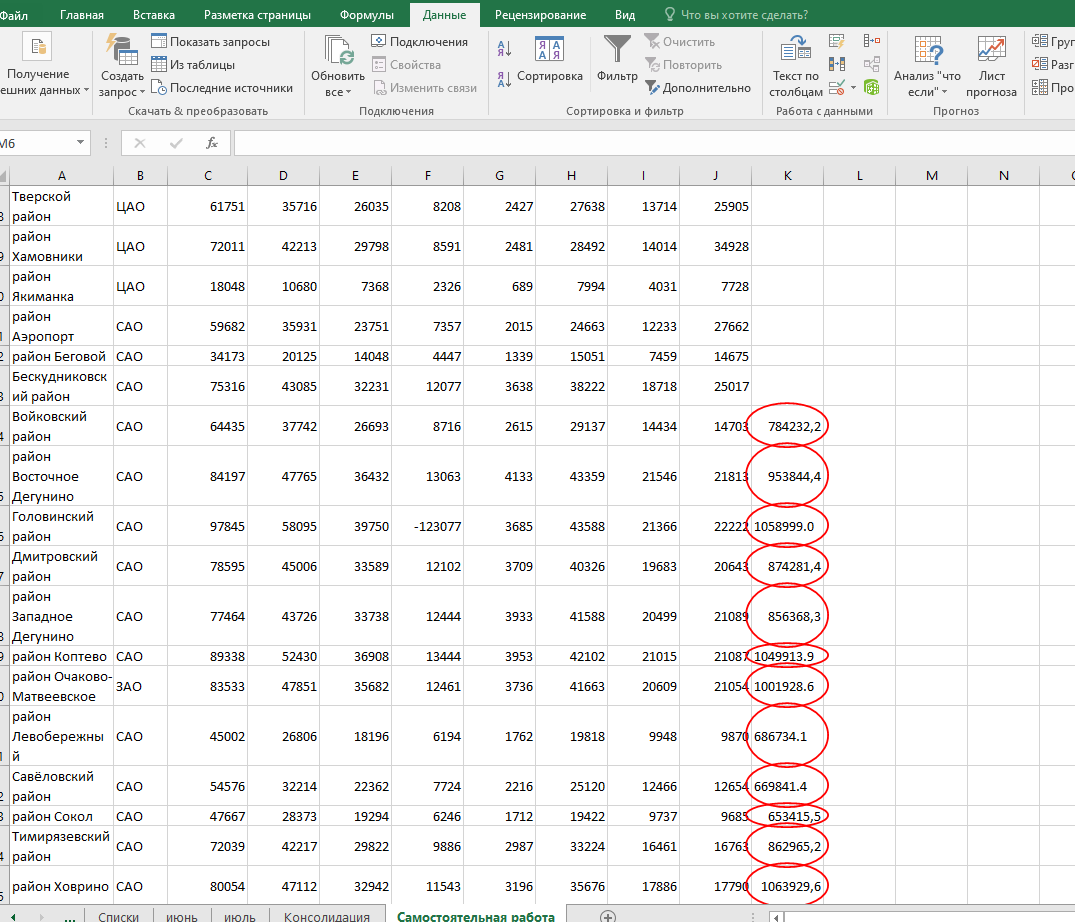 Файл Главная Вставка Разметка страницы Формулы Данные Рецензирование Вид Что вы хотите сделать?
Получение
ешних данных
Создать
запрос
Показать запросы
Из таблицы
Последние источники
Скачать & преобразовать
Обновить
все
Подключения
Свойства
Изменить связи
Подключения
Сортировка
Фильтр
Очистить
Повторить
Дополнительно
Сортировка и фильтр
Текст по
столбцам
Работа с данными
Анализ "что
если"
Лист
прогноза
Прогноз
Груп
Разг
Про
M6 fx
A B C D E F G H I J K L M N
Тверской
район ЦАО 61751 35716 26035 8208 2427 27638 13714 25905
район
Хамовники ЦАО 72011 42213 29798 8591 2481 28492 14014 34928
район
Якиманка ЦАО 18048 10680 7368 2326 689 7994 4031 7728
район
Аэропорт САО 59682 35931 23751 7357 2015 24663 12233 27662
район Беговой САО 34173 20125 14048 4447 1339 15051 7459 14675
Бескудниковск
ий район САО 75316 43085 32231 12077 3638 38222 18718 25017
Войковский
район САО 64435 37742 26693 8716 2615 29137 14434 14703 784232,2
район
Восточное
Дегунино САО 84197 47765 36432 13063 4133 43359 21546 21813 953844,4
Головинский
район САО 97845 58095 39750 -123077 3685 43588 21366 22222 1058999.0
Дмитровский
район САО 78595 45006 33589 12102 3709 40326 19683 20643 874281,4
район
Западное
Дегунино САО 77464 43726 33738 12444 3933 41588 20499 21089 856368,3
район Коптево САО 89338 52430 36908 13444 3953 42102 21015 21087 1049913.9
район Очаково-
Матвеевское ЗАО 83533 47851 35682 12461 3736 41663 20609 21054 1001928.6
район
Левобережны
й САО 45002 26806 18196 6194 1762 19818 9948 9870 686734.1
Савёловский
район САО 54576 32214 22362 7724 2216 25120 12466 12654 669841.4
район Сокол САО 47667 28373 19294 6246 1712 19422 9737 9685 653415,5
Тимирязевский
район САО 72039 42217 29822 9886 2987 33224 16461 16763 862965,2
район Ховрино САО 80054 47112 32942 11543 3196 35676 17886 17790 1063929,6
... Списки июнь июль Консолидация Самостоятельная работа